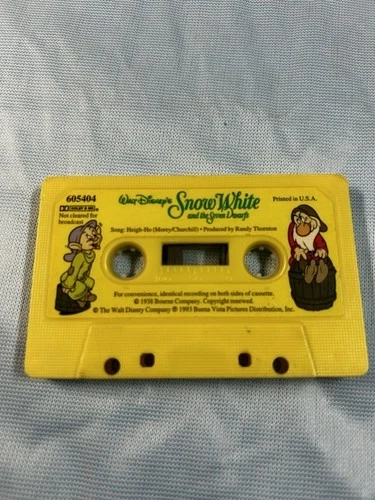 605404
DOLBY B NR
Not cleared for
broadcast
Walt Disney's
Snow White
and the Seven Dwarfs
Printed in U.S.A.
Song: Heigh-Ho (Morey/Churchill) • Produced by Randy Thornton
For convenience, identical recording on both sides of cassette.
© 1938 Bourne Company. Copyright renewed.
© The Walt Disney Company ℗ 1993 Buena Vista Pictures Distribution, Inc.